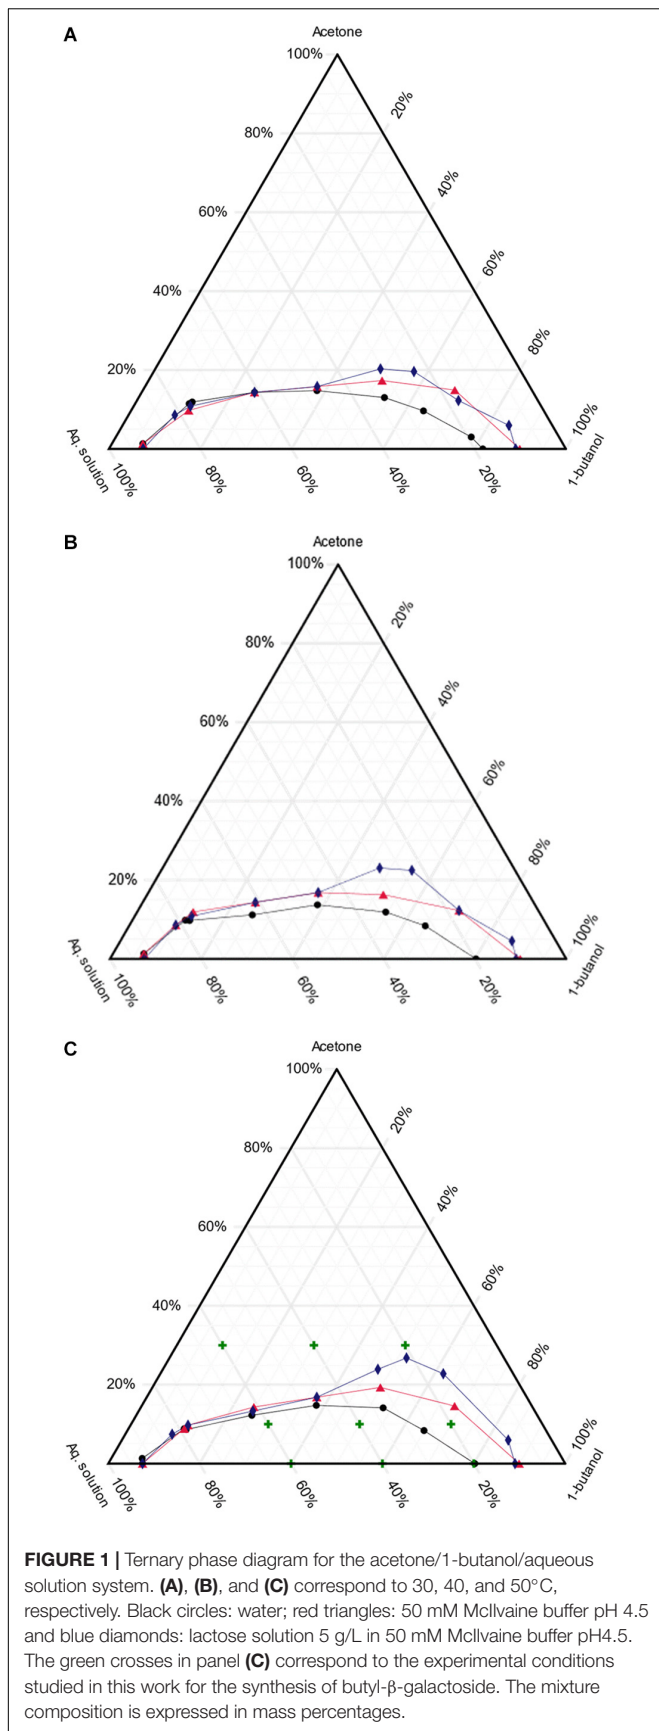 A
Acetone
100%
20%
80%
40%
60%
60%
40%
80%
20%
100%
Aq. solution
1-butanol
100%
80%
60%
40%
20%
B
Acetone
100%
20%
80%
40%
60%
60%
40%
80%
20%
100%
Aq. solution
1-butanol
100%
80%
60%
40%
20%
C
Acetone
100%
20%
80%
40%
60%
60%
40%
80%
20%
100%
Aq. solution
1-butanol
100%
80%
60%
40%
20%
FIGURE 1 | Ternary phase diagram for the acetone/1-butanol/aqueous
solution system. (A), (B), and (C) correspond to 30, 40, and 50°C,
respectively. Black circles: water; red triangles: 50 mM McIlvaine buffer pH 4.5
and blue diamonds: lactose solution 5 g/L in 50 mM McIlvaine buffer pH4.5.
The green crosses in panel (C) correspond to the experimental conditions
studied in this work for the synthesis of butyl-β-galactoside. The mixture
composition is expressed in mass percentages.